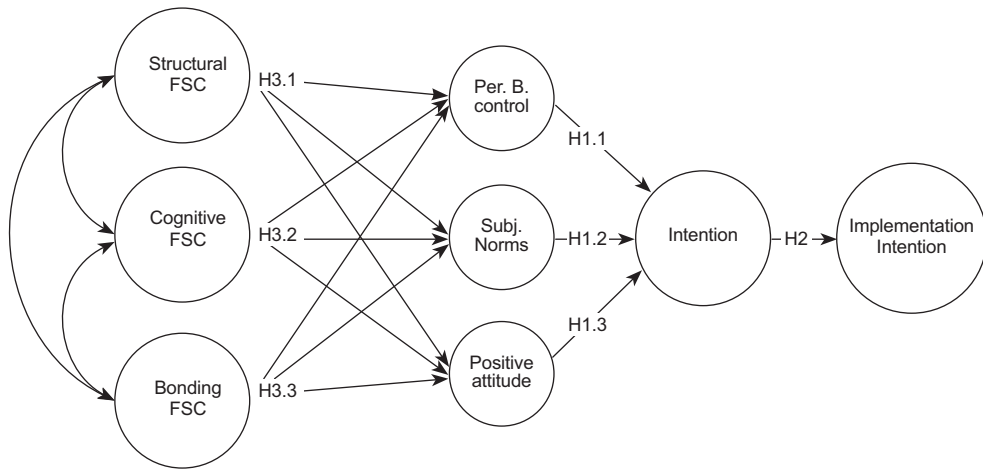 Structural
FSC
H3.1
Per. B.
control
H1.1
Cognitive
FSC
H3.2
Subj.
Norms
H1.2
Intention
H2
Implementation
Intention
H1.3
Bonding
FSC
H3.3
Positive
attitude